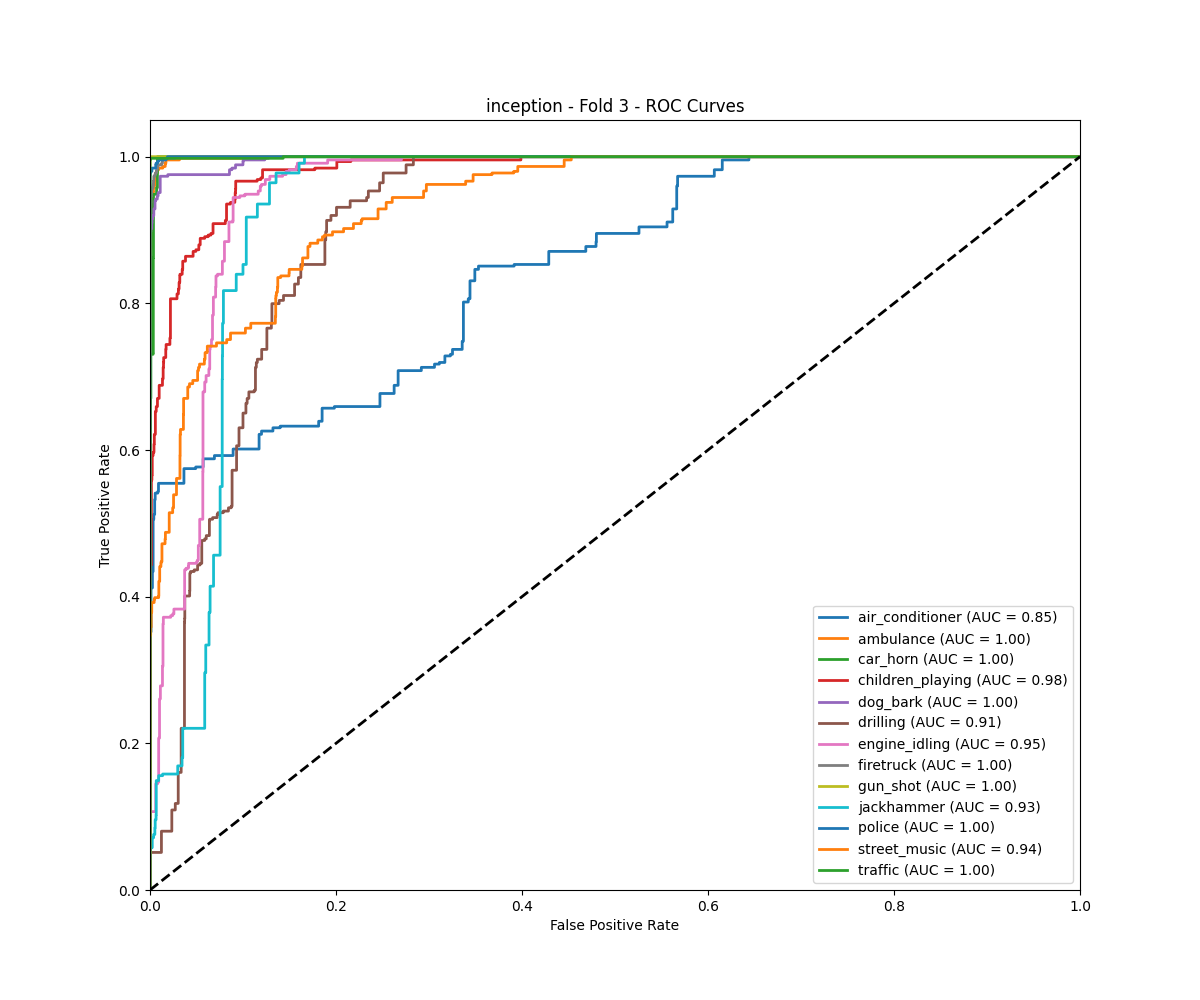 inception - Fold 3 - ROC Curves
True Positive Rate
1.0
0.8
0.6
0.4
0.2
0.0
air_conditioner (AUC = 0.85)
ambulance (AUC = 1.00)
car_horn (AUC = 1.00)
children_playing (AUC = 0.98)
dog_bark (AUC = 1.00)
drilling (AUC = 0.91)
engine_idling (AUC = 0.95)
firetruck (AUC = 1.00)
gun_shot (AUC = 1.00)
jackhammer (AUC = 0.93)
police (AUC = 1.00)
street_music (AUC = 0.94)
traffic (AUC = 1.00)
0.0 0.2 0.4 0.6 0.8 1.0
False Positive Rate